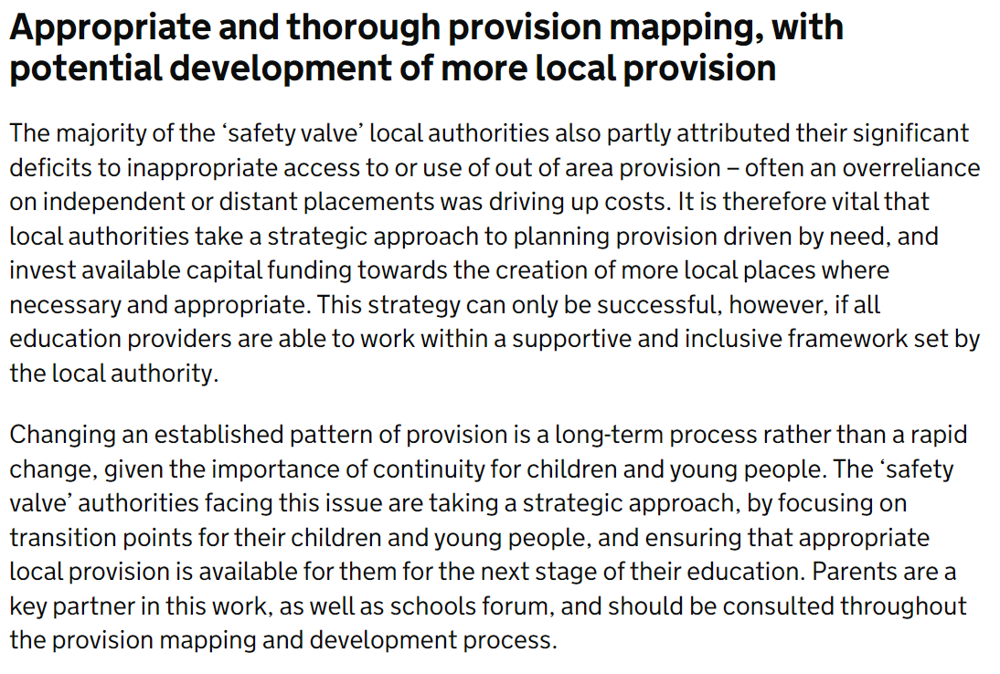 Appropriate and thorough provision mapping, with
potential development of more local provision
The majority of the ‘safety valve’ local authorities also partly attributed their significant
deficits to inappropriate access to or use of out of area provision – often an overreliance
on independent or distant placements was driving up costs. It is therefore vital that
local authorities take a strategic approach to planning provision driven by need, and
invest available capital funding towards the creation of more local places where
necessary and appropriate. This strategy can only be successful, however, if all
education providers are able to work within a supportive and inclusive framework set by
the local authority.
Changing an established pattern of provision is a long-term process rather than a rapid
change, given the importance of continuity for children and young people. The ‘safety
valve’ authorities facing this issue are taking a strategic approach, by focusing on
transition points for their children and young people, and ensuring that appropriate
local provision is available for them for the next stage of their education. Parents are a
key partner in this work, as well as schools forum, and should be consulted throughout
the provision mapping and development process.